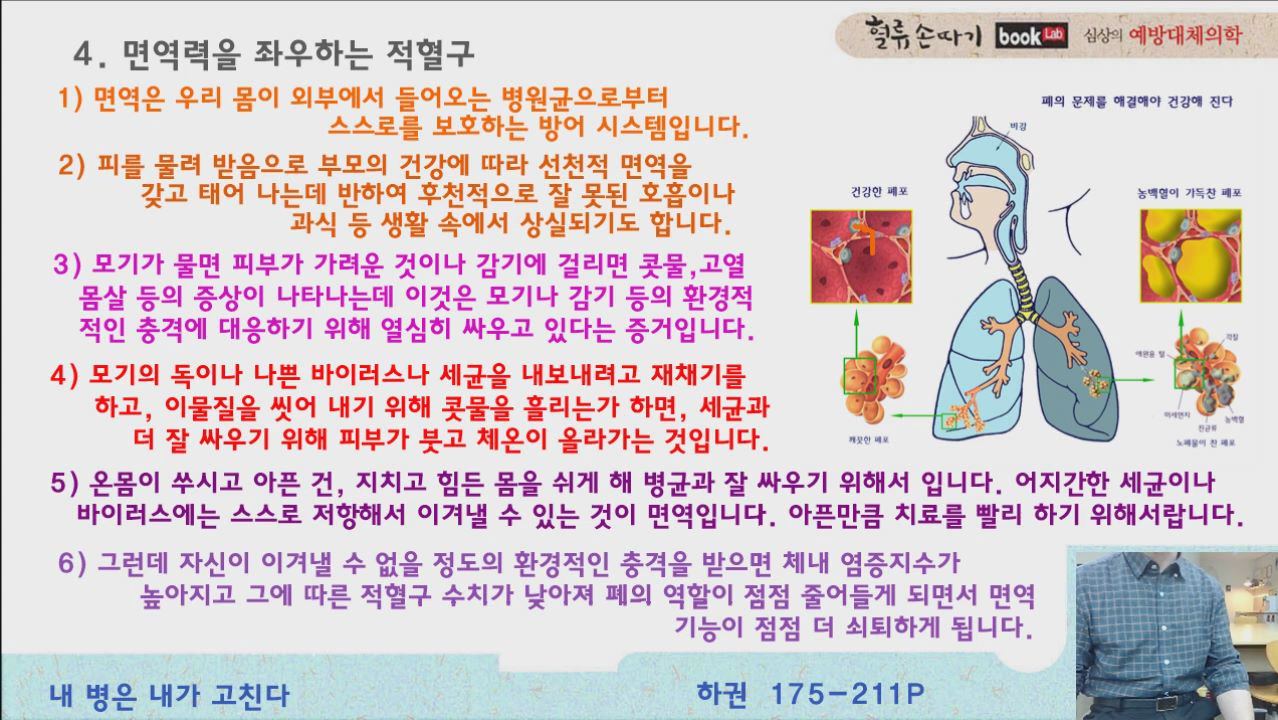 4. 면역력을 좌우하는 적혈구
혈류 손따기 book Lab 심상의 예방대체의학
1) 면역은 우리 몸이 외부에서 들어오는 병원균으로부터
스스로를 보호하는 방어 시스템입니다.
2) 피를 물려 받음으로 부모의 건강에 따라 선천적 면역을
갖고 태어 나는데 반하여 후천적으로 잘 못된 호흡이나
과식 등 생활 속에서 상실되기도 합니다.
3) 모기가 물면 피부가 가려운 것이나 감기에 걸리면 콧물,고열
몸살 등의 증상이 나타나는데 이것은 모기나 감기 등의 환경적
적인 충격에 대응하기 위해 열심히 싸우고 있다는 증거입니다.
4) 모기의 독이나 나쁜 바이러스나 세균을 내보내려고 재채기를
하고, 이물질을 씻어 내기 위해 콧물을 흘리는가 하면, 세균과
더 잘 싸우기 위해 피부가 붓고 체온이 올라가는 것입니다.
폐의 문제를 해결해야 건강해 진다
비강
건강한 폐포
농백혈이 가득찬 폐포
깨끗한 폐포
각질
애완용 털
미세먼지
진균류
농백혈
노폐물이 찬 폐포
5) 온몸이 쑤시고 아픈 건, 지치고 힘든 몸을 쉬게 해 병균과 잘 싸우기 위해서 입니다. 어지간한 세균이나
바이러스에는 스스로 저항해서 이겨낼 수 있는 것이 면역입니다. 아픈만큼 치료를 빨리 하기 위해서랍니다.
6) 그런데 자신이 이겨낼 수 없을 정도의 환경적인 충격을 받으면 체내 염증지수가
높아지고 그에 따른 적혈구 수치가 낮아져 폐의 역할이 점점 줄어들게 되면서 면역
기능이 점점 더 쇠퇴하게 됩니다.
내 병은 내가 고친다
하권 175-211P